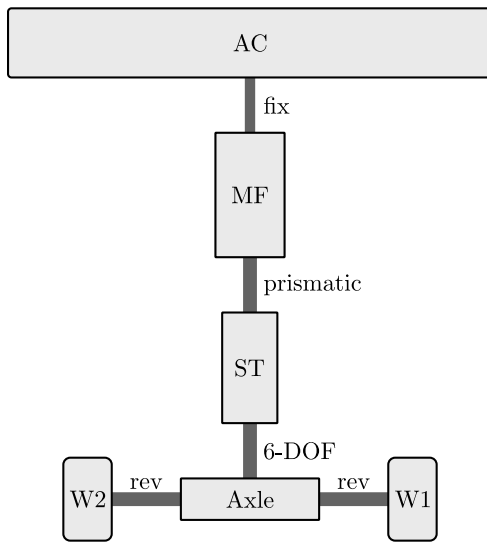 AC
fix
MF
prismatic
ST
6-DOF
W2 rev Axle rev W1